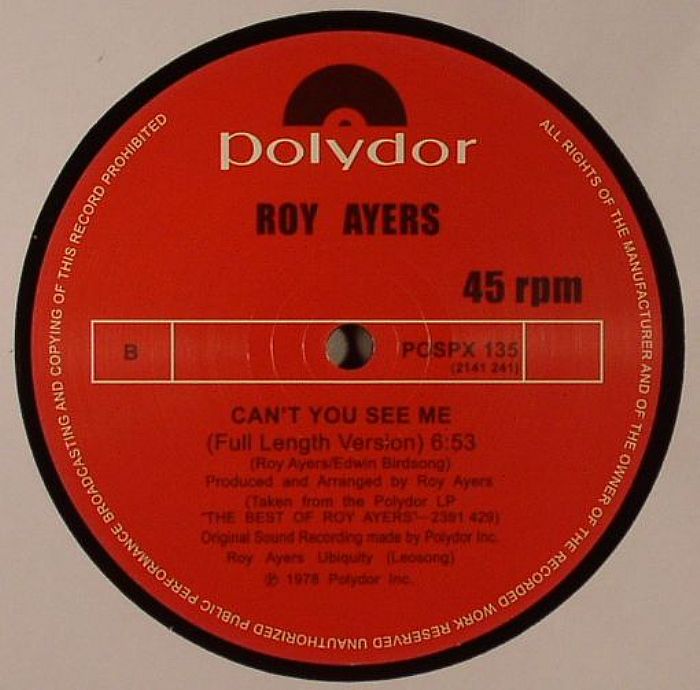 polydor
ROY AYERS
45 rpm
B
POSPX 135
(2141 241)
CAN'T YOU SEE ME
(Full Length Version) 6:53
(Roy Ayers/Edwin Birdsong)
Produced and Arranged by Roy Ayers
(Taken from the Polydor LP
"THE BEST OF ROY AYERS"—2391 429)
Original Sound Recording made by Polydor Inc.
Roy Ayers Ubiquity (Leosong)
℗ 1978 Polydor Inc.
ALL RIGHTS OF THE MANUFACTURER AND OF THE OWNER OF THE RECORDED WORK RESERVED UNAUTHORIZED PUBLIC PERFORMANCE BROADCASTING AND COPYING OF THIS RECORD PROHIBITED